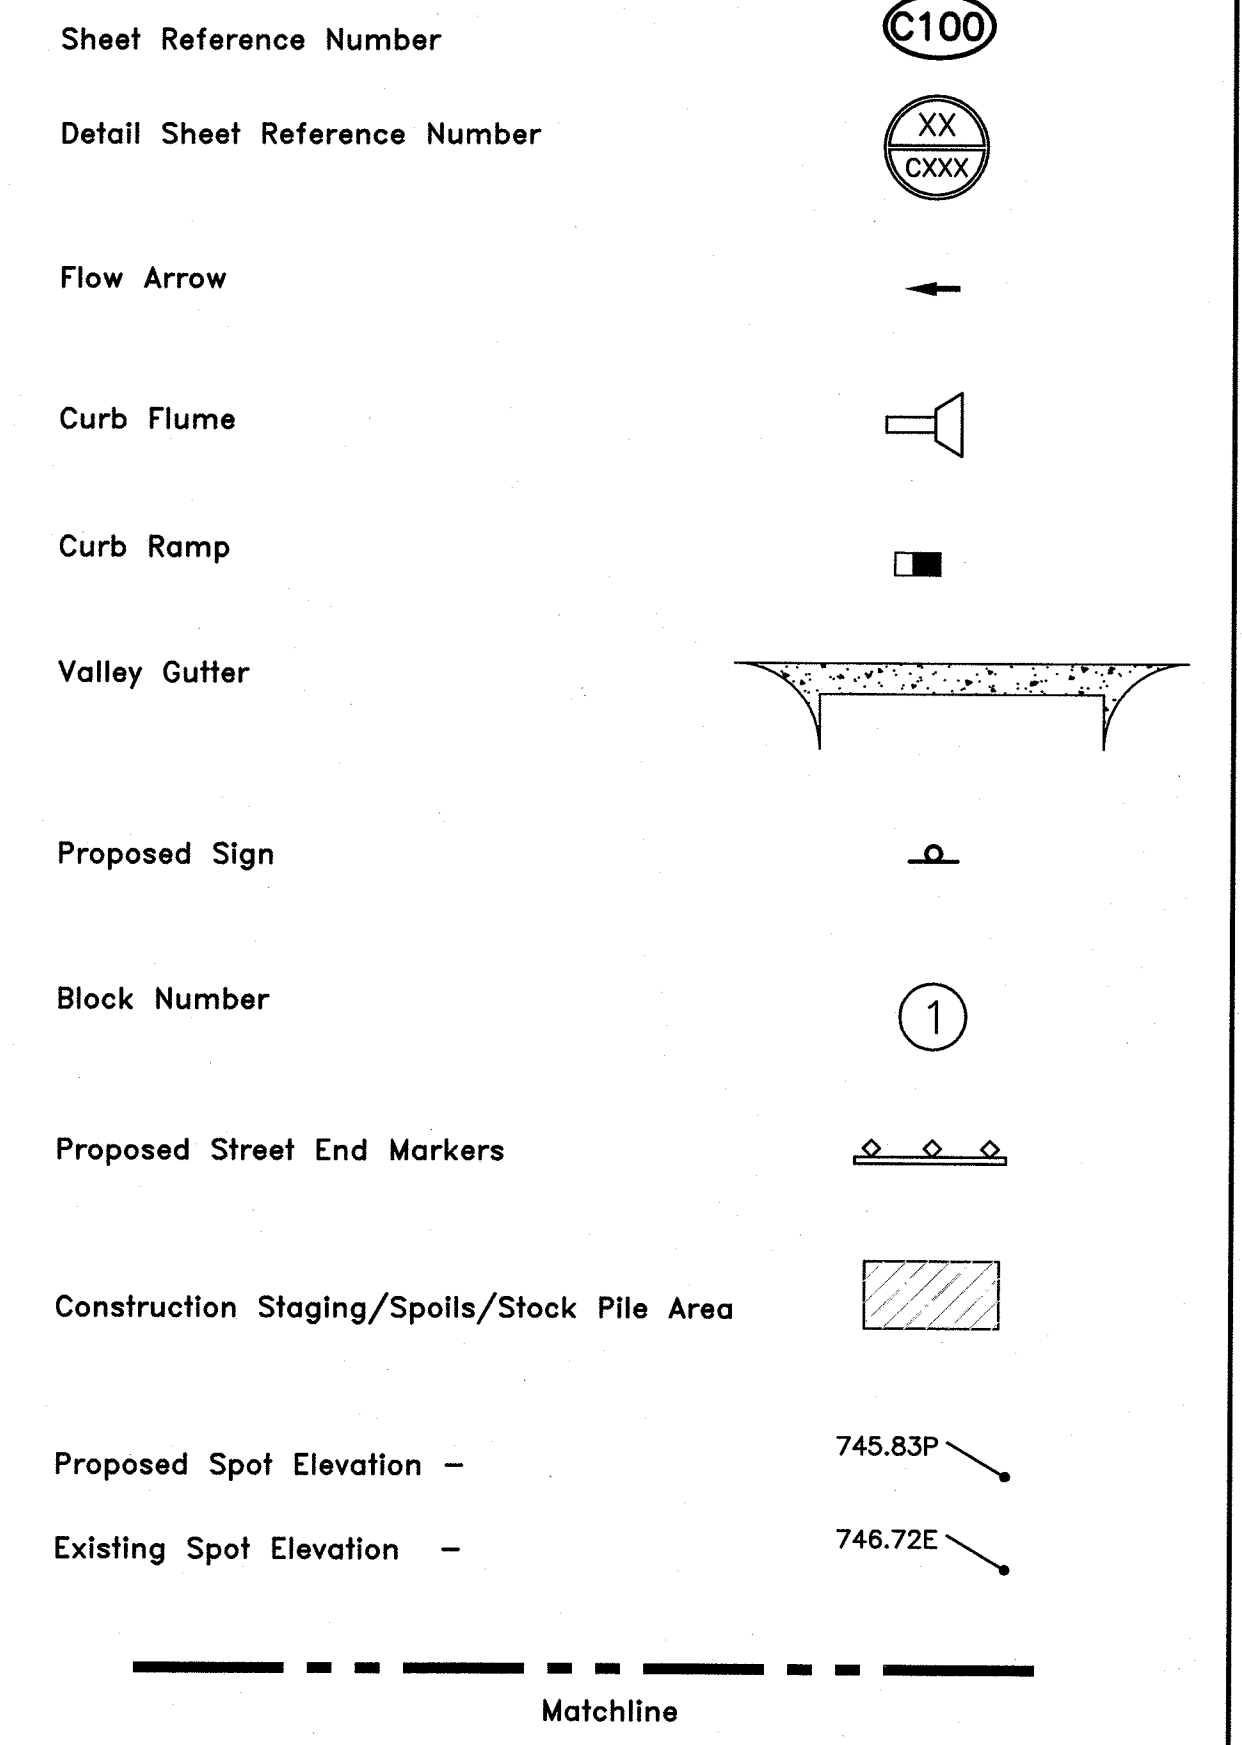 Sheet Reference Number C100
Detail Sheet Reference Number XX
CXXX
Flow Arrow
Curb Flume
Curb Ramp
Valley Gutter
Proposed Sign
Block Number 1
Proposed Street End Markers
Construction Staging/Spoils/Stock Pile Area
Proposed Spot Elevation – 745.83P
Existing Spot Elevation – 746.72E
Matchline